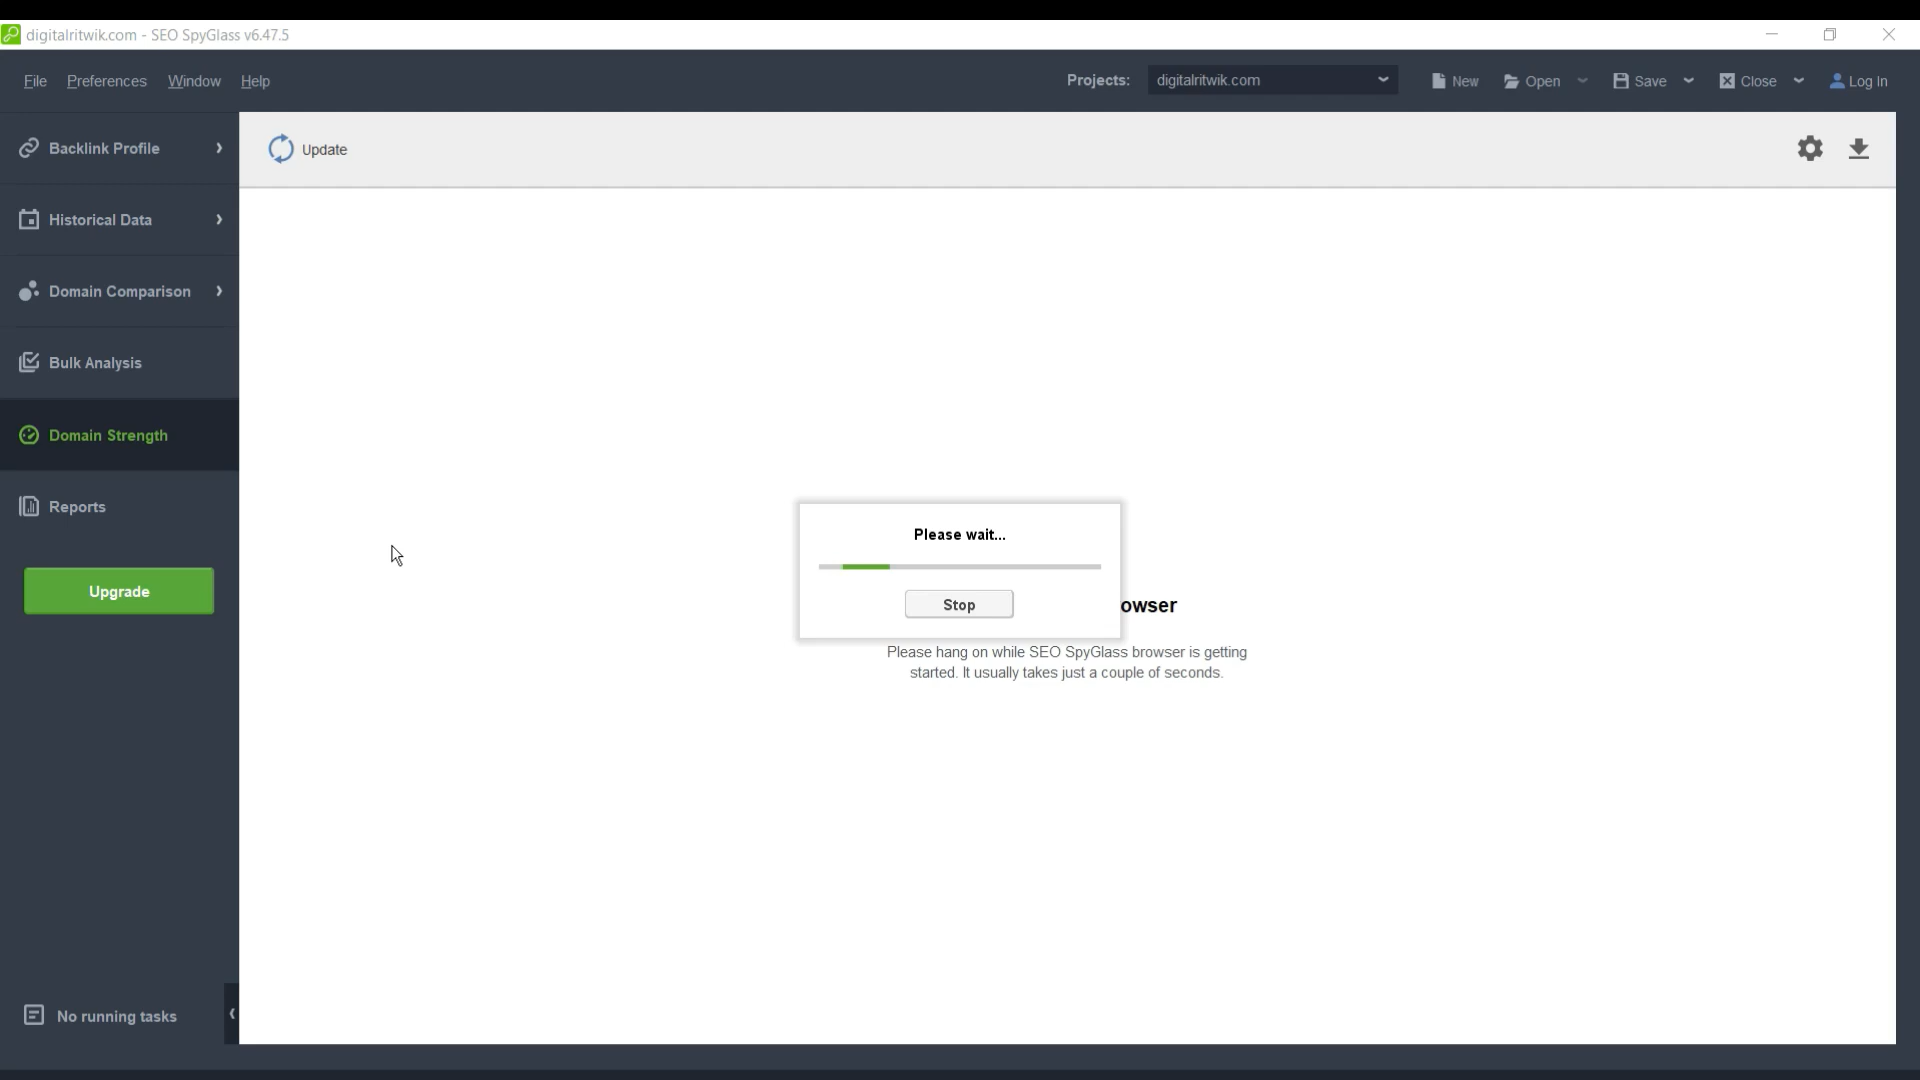 digitalritwik.com - SEO SpyGlass v6.47.5
File Preferences Window Help
Projects: digitalritwik.com New Open Save Close Log In
Backlink Profile
Update
Historical Data
Domain Comparison
Bulk Analysis
Domain Strength
Reports
Upgrade
Please wait...
Stop
owser
Please hang on while SEO SpyGlass browser is getting
started. It usually takes just a couple of seconds.
No running tasks